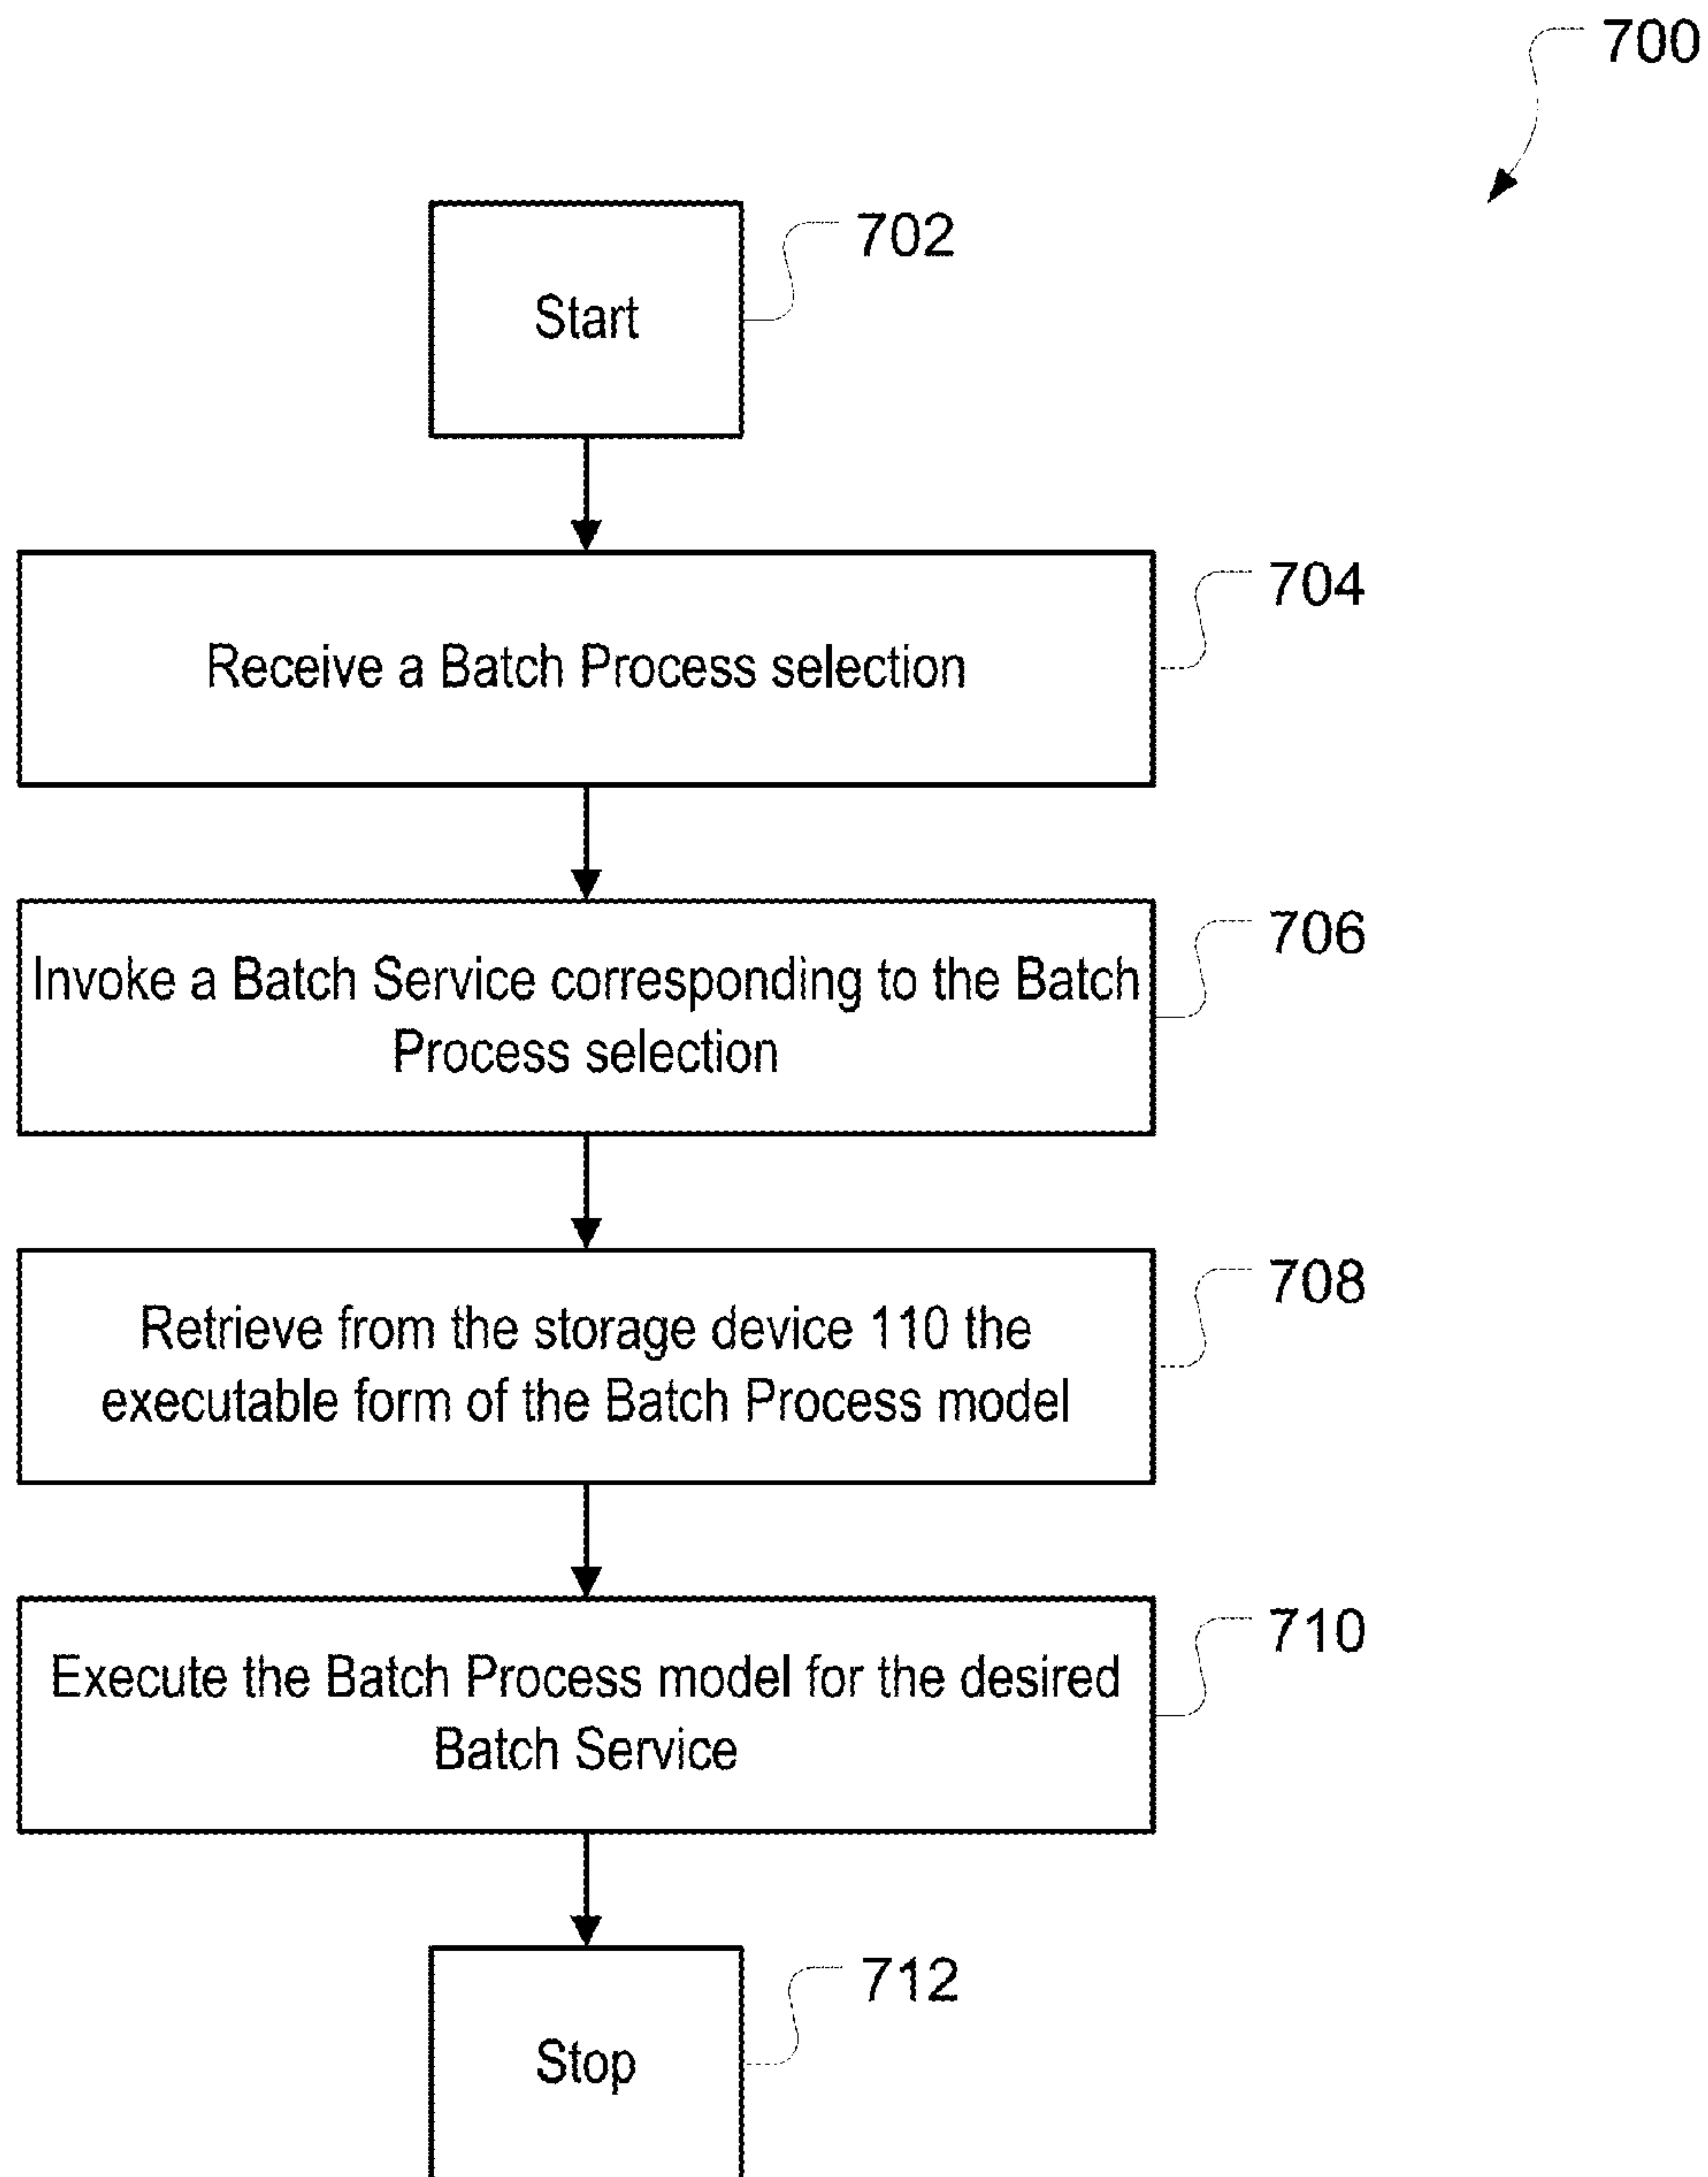 700
702
Start
704
Receive a Batch Process selection
706
Invoke a Batch Service corresponding to the Batch
Process selection
708
Retrieve from the storage device 110 the
executable form of the Batch Process model
710
Execute the Batch Process model for the desired
Batch Service
712
Stop